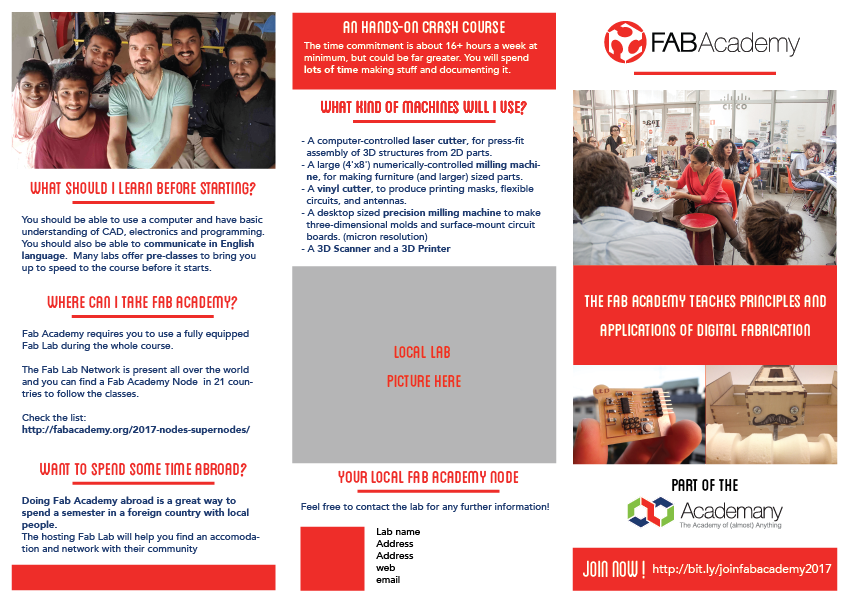 WHAT SHOULD I LEARN BEFORE STARTING?
You should be able to use a computer and have basic
understanding of CAD, electronics and programming.
You should also be able to communicate in English
language. Many labs offer pre-classes to bring you
up to speed to the course before it starts.
WHERE CAN I TAKE FAB ACADEMY?
Fab Academy requires you to use a fully equipped
Fab Lab during the whole course.
The Fab Lab Network is present all over the world
and you can find a Fab Academy Node in 21 coun-
tries to follow the classes.
Check the list:
http://fabacademy.org/2017-nodes-supernodes/
WANT TO SPEND SOME TIME ABROAD?
Doing Fab Academy abroad is a great way to
spend a semester in a foreign country with local
people.
The hosting Fab Lab will help you find an accomoda-
tion and network with their community
AN HANDS-ON CRASH COURSE
The time commitment is about 16+ hours a week at
minimum, but could be far greater. You will spend
lots of time making stuff and documenting it.
WHAT KIND OF MACHINES WILL I USE?
- A computer-controlled laser cutter, for press-fit
assembly of 3D structures from 2D parts.
- A large (4'x8') numerically-controlled milling machi-
ne, for making furniture (and larger) sized parts.
- A vinyl cutter, to produce printing masks, flexible
circuits, and antennas.
- A desktop sized precision milling machine to make
three-dimensional molds and surface-mount circuit
boards. (micron resolution)
- A 3D Scanner and a 3D Printer
LOCAL LAB
PICTURE HERE
YOUR LOCAL FAB ACADEMY NODE
Feel free to contact the lab for any further information!
Lab name
Address
Address
web
email
FABAcademy
CISCO
THE FAB ACADEMY TEACHES PRINCIPLES AND
APPLICATIONS OF DIGITAL FABRICATION
LED
PART OF THE
Academany
The Academy of (almost) Anything
JOIN NOW! http://bit.ly/joinfabacademy2017